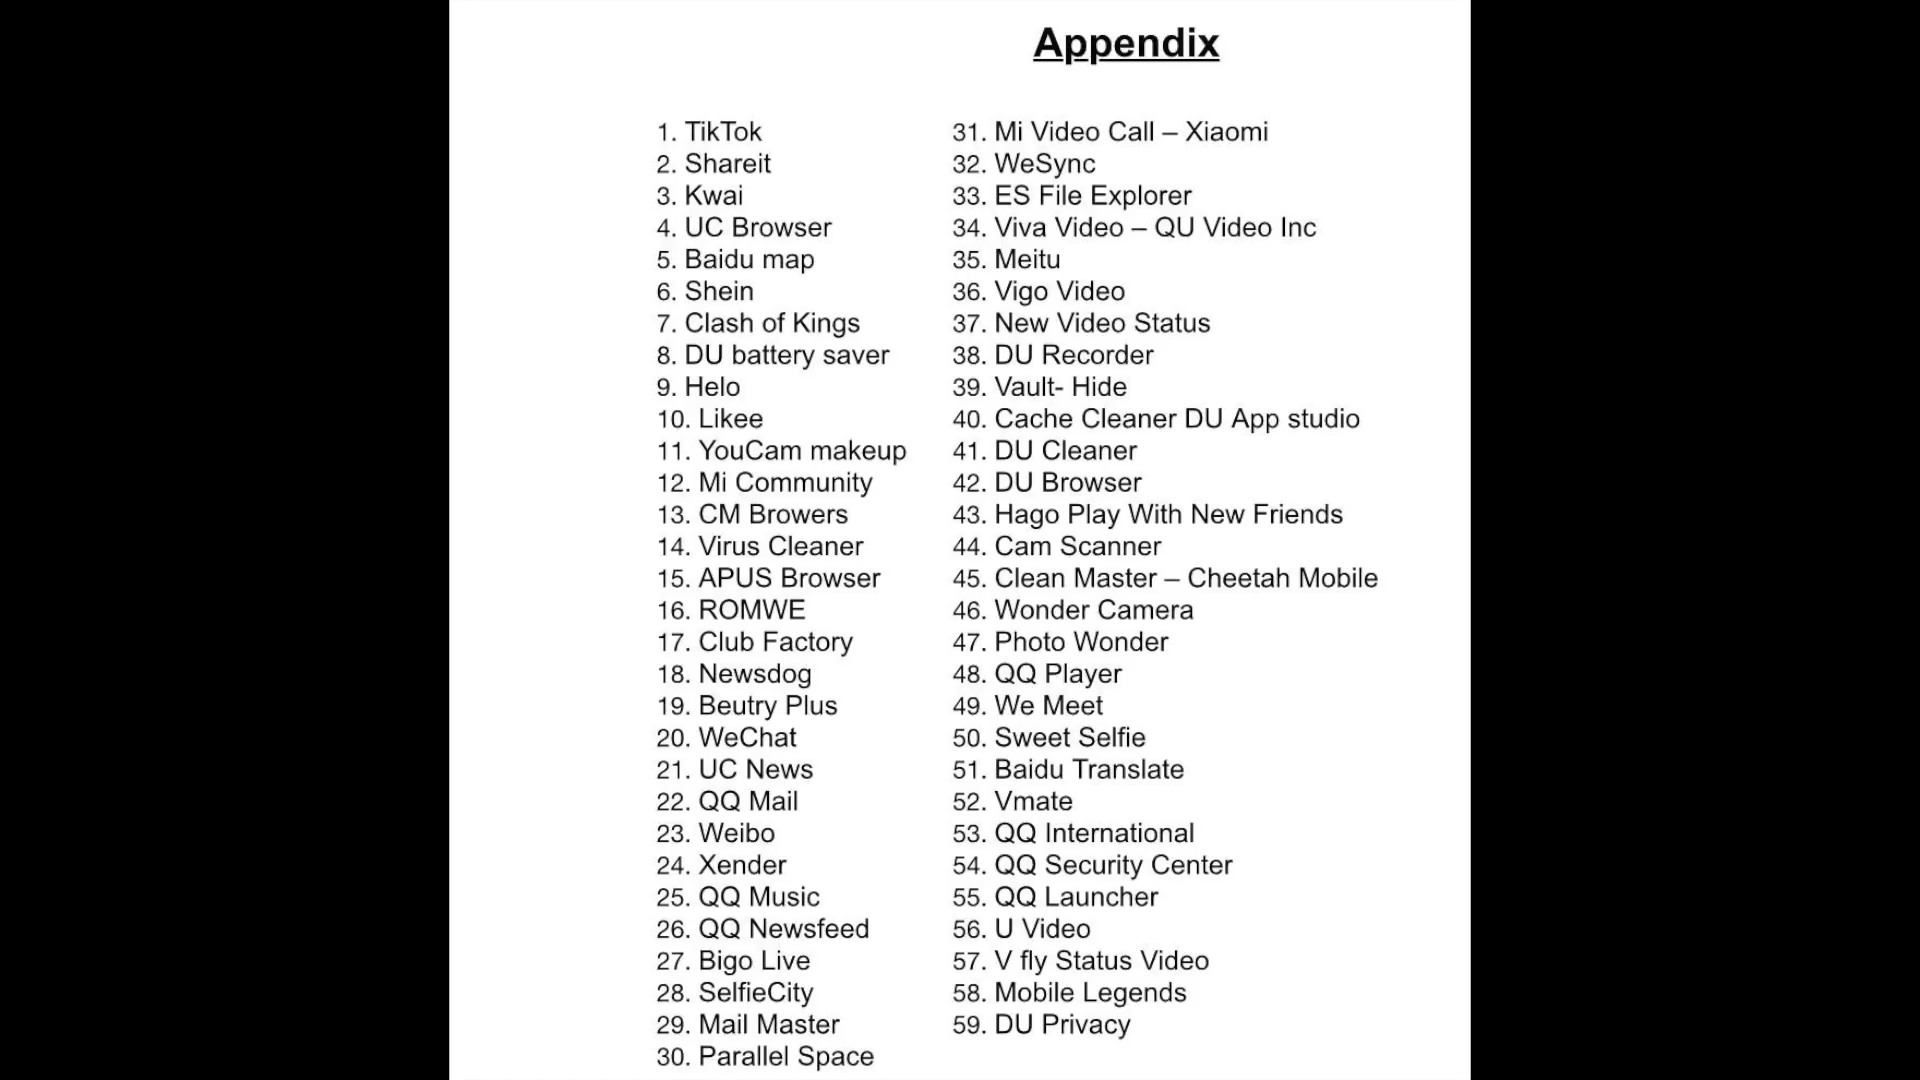 Appendix
1. TikTok
2. Shareit
3. Kwai
4. UC Browser
5. Baidu map
6. Shein
7. Clash of Kings
8. DU battery saver
9. Helo
10. Likee
11. YouCam makeup
12. Mi Community
13. CM Browers
14. Virus Cleaner
15. APUS Browser
16. ROMWE
17. Club Factory
18. Newsdog
19. Beutry Plus
20. WeChat
21. UC News
22. QQ Mail
23. Weibo
24. Xender
25. QQ Music
26. QQ Newsfeed
27. Bigo Live
28. SelfieCity
29. Mail Master
30. Parallel Space
31. Mi Video Call – Xiaomi
32. WeSync
33. ES File Explorer
34. Viva Video – QU Video Inc
35. Meitu
36. Vigo Video
37. New Video Status
38. DU Recorder
39. Vault- Hide
40. Cache Cleaner DU App studio
41. DU Cleaner
42. DU Browser
43. Hago Play With New Friends
44. Cam Scanner
45. Clean Master – Cheetah Mobile
46. Wonder Camera
47. Photo Wonder
48. QQ Player
49. We Meet
50. Sweet Selfie
51. Baidu Translate
52. Vmate
53. QQ International
54. QQ Security Center
55. QQ Launcher
56. U Video
57. V fly Status Video
58. Mobile Legends
59. DU Privacy